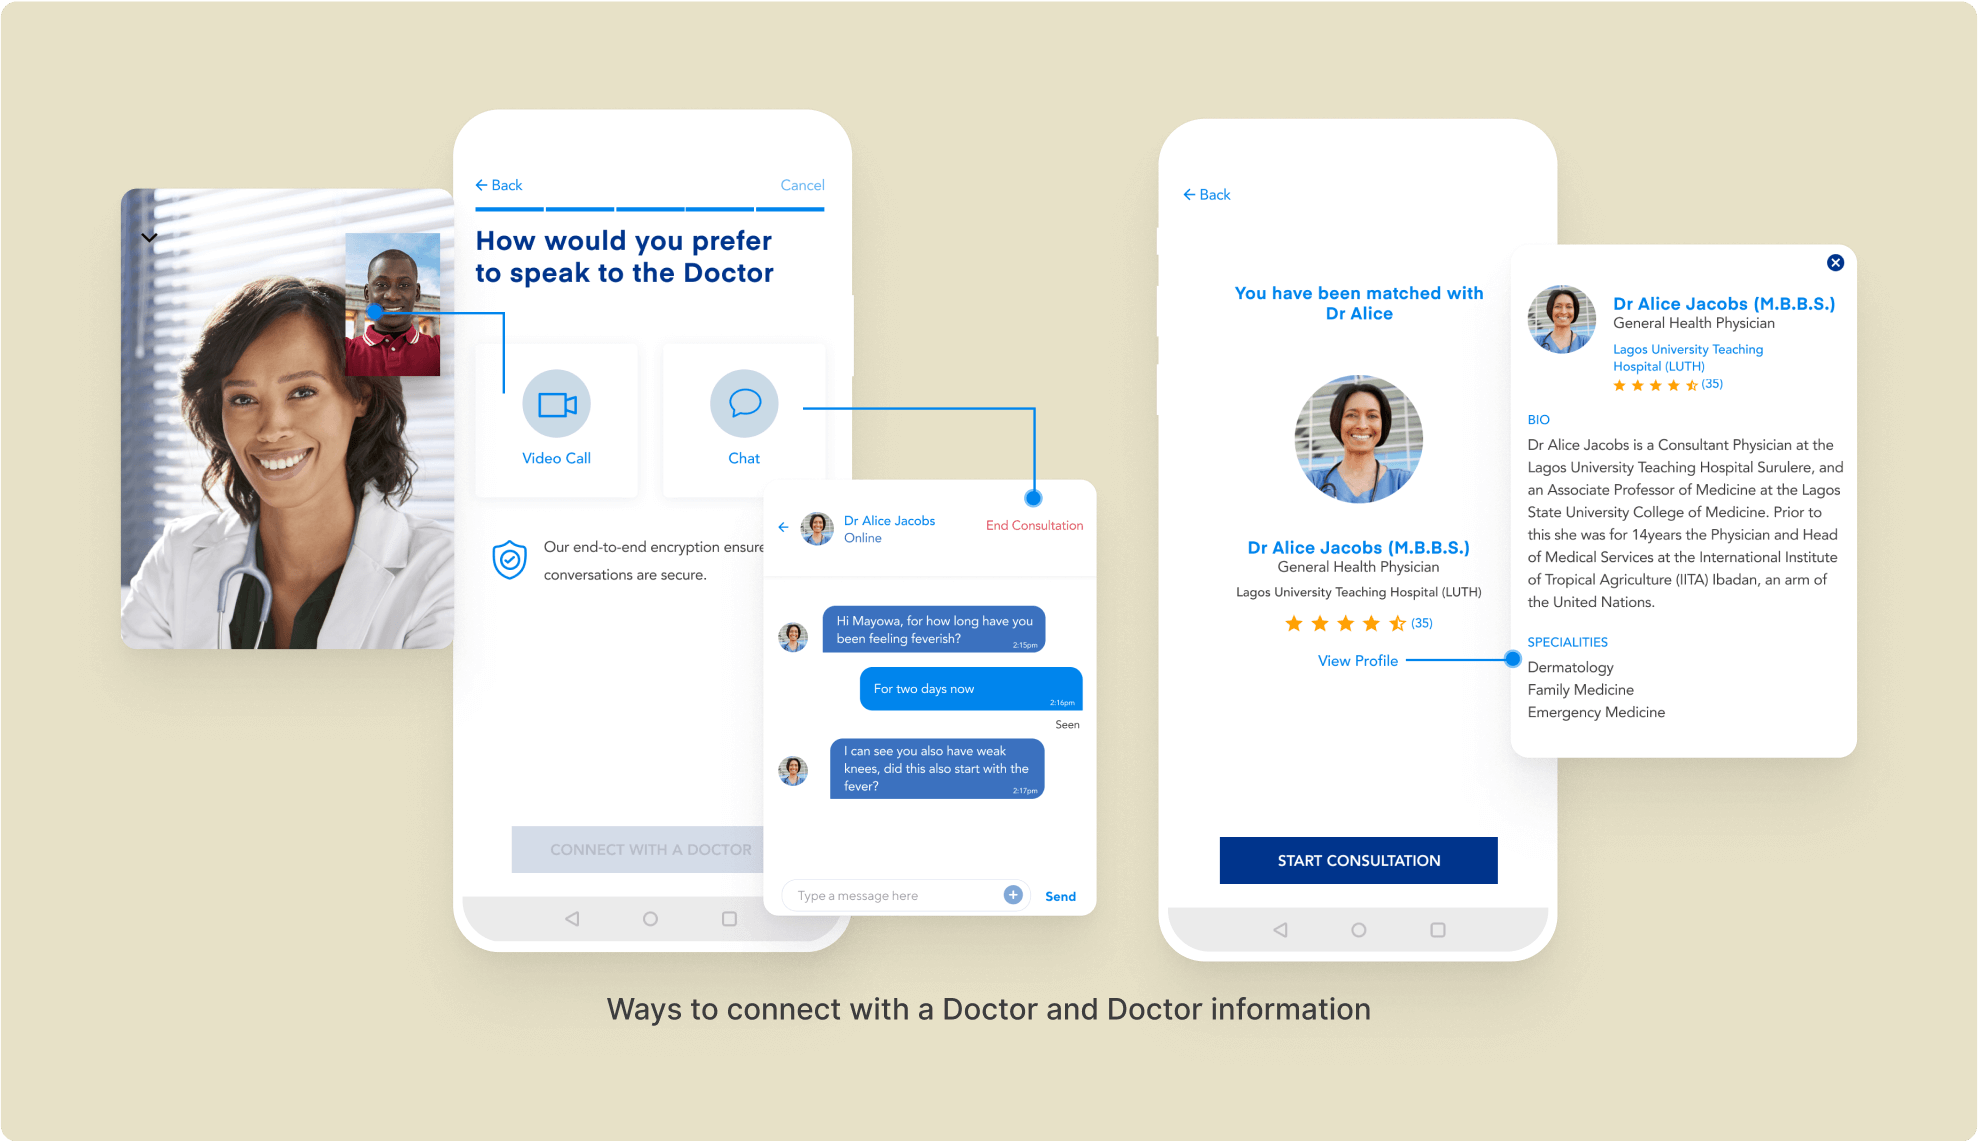 Back
Cancel
How would you prefer
to speak to the Doctor
Video Call
Chat
Our end-to-end encryption ensure
conversations are secure.
CONNECT WITH A DOCTOR
Dr Alice Jacobs
Online
End Consultation
Hi Mayowa, for how long have you
been feeling feverish?
2:15pm
For two days now
2:16pm
Seen
I can see you also have weak
knees, did this also start with the
fever?
2:17pm
Type a message here
Send
Back
You have been matched with
Dr Alice
Dr Alice Jacobs (M.B.B.S.)
General Health Physician
Lagos University Teaching Hospital (LUTH)
(35)
View Profile
START CONSULTATION
Dr Alice Jacobs (M.B.B.S.)
General Health Physician
Lagos University Teaching
Hospital (LUTH)
(35)
BIO
Dr Alice Jacobs is a Consultant Physician at the
Lagos University Teaching Hospital Surulere, and
an Associate Professor of Medicine at the Lagos
State University College of Medicine. Prior to
this she was for 14years the Physician and Head
of Medical Services at the International Institute
of Tropical Agriculture (IITA) Ibadan, an arm of
the United Nations.
SPECIALITIES
Dermatology
Family Medicine
Emergency Medicine
Ways to connect with a Doctor and Doctor information